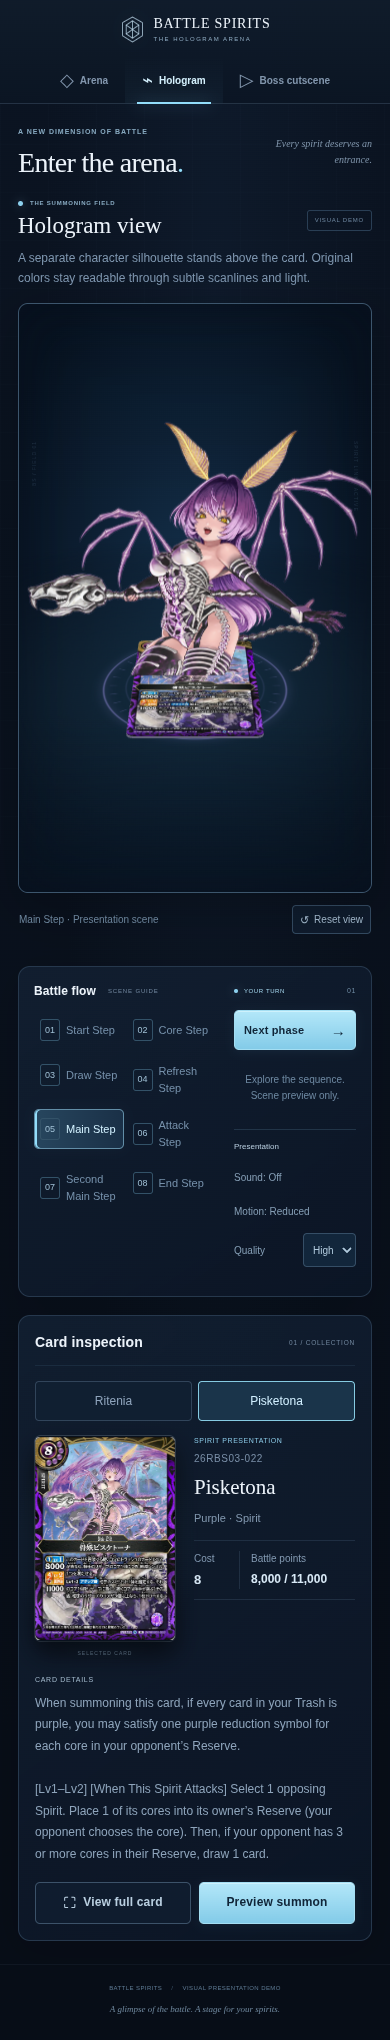 BATTLE SPIRITS
THE HOLOGRAM ARENA
Arena
Hologram
Boss cutscene
A NEW DIMENSION OF BATTLE
Enter the arena.
Every spirit deserves an
entrance.
THE SUMMONING FIELD
Hologram view
VISUAL DEMO
A separate character silhouette stands above the card. Original
colors stay readable through subtle scanlines and light.
Main Step · Presentation scene
↺ Reset view
Battle flow
SCENE GUIDE
01 Start Step
02 Core Step
03 Draw Step
04 Refresh
Step
05 Main Step
06 Attack
Step
07 Second
Main Step
08 End Step
YOUR TURN
01
Next phase →
Explore the sequence.
Scene preview only.
Presentation
Sound: Off
Motion: Reduced
Quality
High
Card inspection
01 / COLLECTION
Ritenia
Pisketona
8
8000
11000
SELECTED CARD
SPIRIT PRESENTATION
26RBS03-022
Pisketona
Purple · Spirit
Cost
8
Battle points
8,000 / 11,000
CARD DETAILS
When summoning this card, if every card in your Trash is
purple, you may satisfy one purple reduction symbol for
each core in your opponent’s Reserve.
[Lv1–Lv2] [When This Spirit Attacks] Select 1 opposing
Spirit. Place 1 of its cores into its owner’s Reserve (your
opponent chooses the core). Then, if your opponent has 3
or more cores in their Reserve, draw 1 card.
View full card
Preview summon
BATTLE SPIRITS / VISUAL PRESENTATION DEMO
A glimpse of the battle. A stage for your spirits.